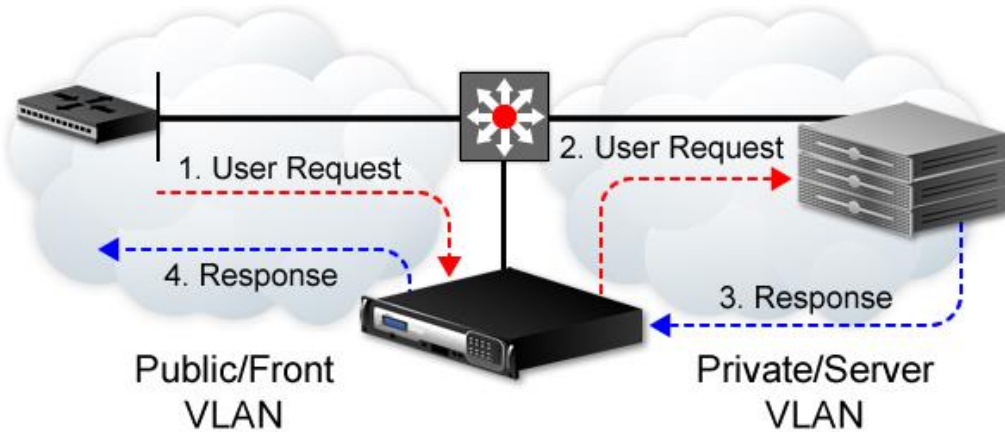 1. User Request
2. User Request
4. Response
3. Response
Public/Front
VLAN
Private/Server
VLAN